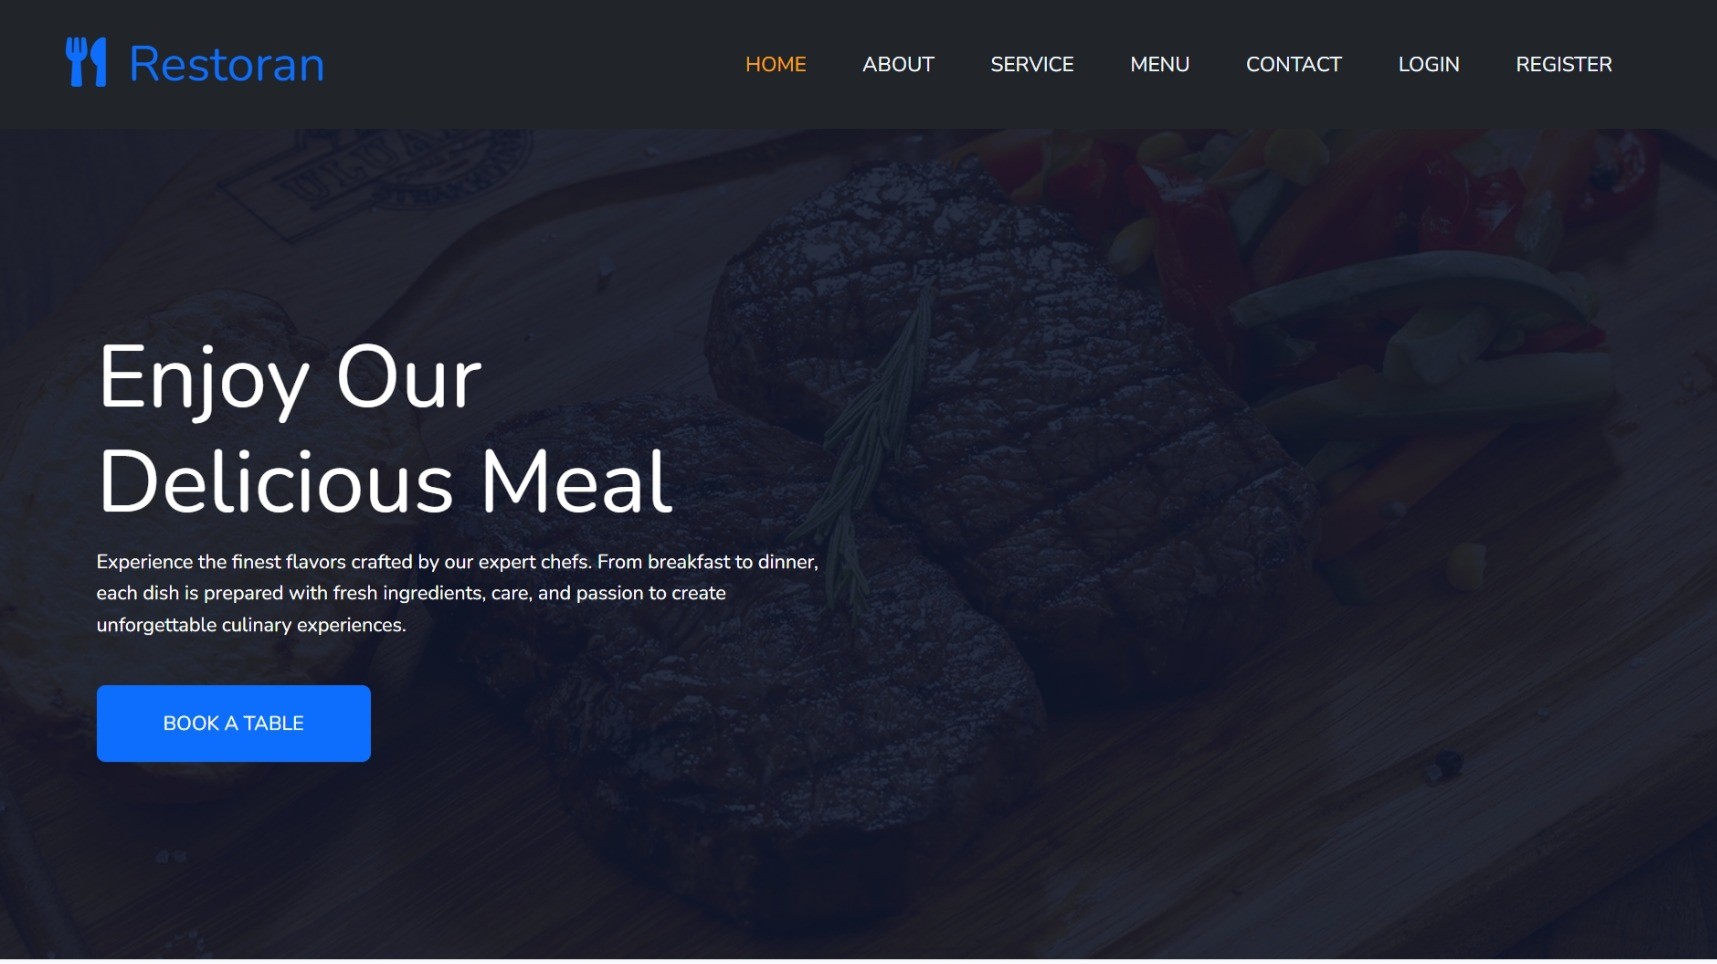 Restoran
HOME ABOUT SERVICE MENU CONTACT LOGIN REGISTER
Enjoy Our
Delicious Meal
Experience the finest flavors crafted by our expert chefs. From breakfast to dinner,
each dish is prepared with fresh ingredients, care, and passion to create
unforgettable culinary experiences.
BOOK A TABLE